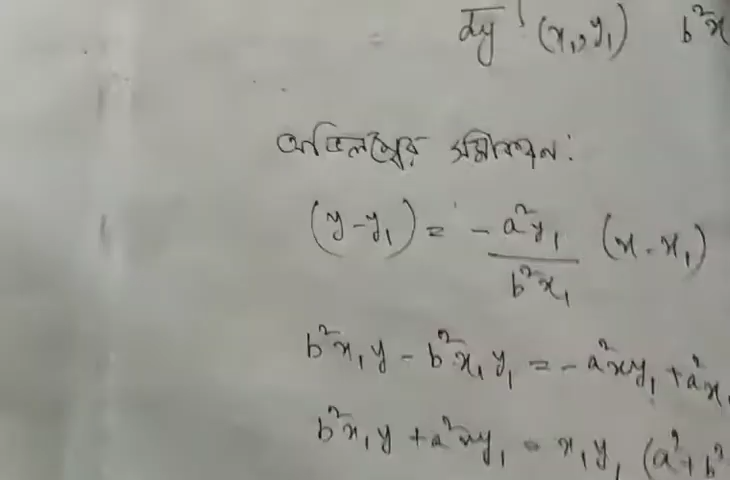 dy (x₁, y₁) b²x
অভিলম্বের সমীকরন:
(y - y₁) = - a²y₁ / b²x₁ (x - x₁)
b²x₁y - b²x₁y₁ = - a²xy₁ + a²x₁
b²x₁y + a²xy₁ = x₁y₁ (a² + b²